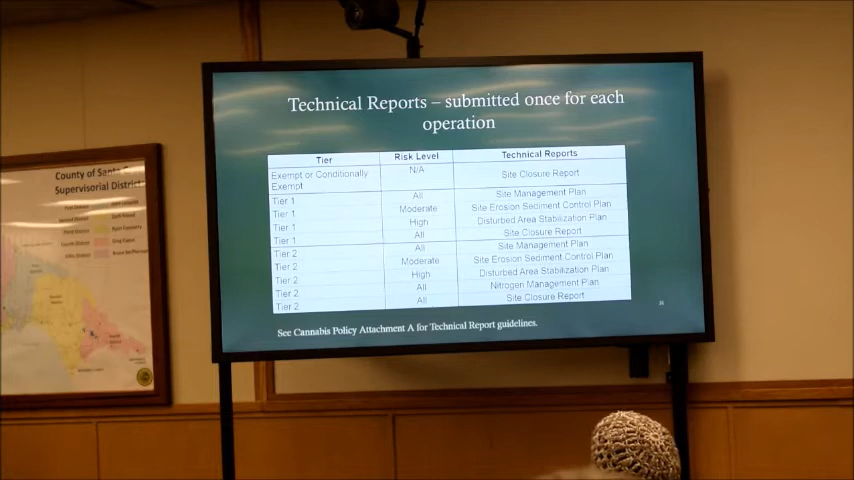 Technical Reports – submitted once for each
operation
Tier Risk Level Technical Reports
Exempt or Conditionally Exempt N/A Site Closure Report
Tier 1 All Site Management Plan
Tier 1 Moderate Site Erosion Sediment Control Plan
Tier 1 High Disturbed Area Stabilization Plan
Tier 1 All Site Closure Report
Tier 2 All Site Management Plan
Tier 2 Moderate Site Erosion Sediment Control Plan
Tier 2 High Disturbed Area Stabilization Plan
Tier 2 All Nitrogen Management Plan
Tier 2 All Site Closure Report
See Cannabis Policy Attachment A for Technical Report guidelines.
County of Santa
Supervisorial District